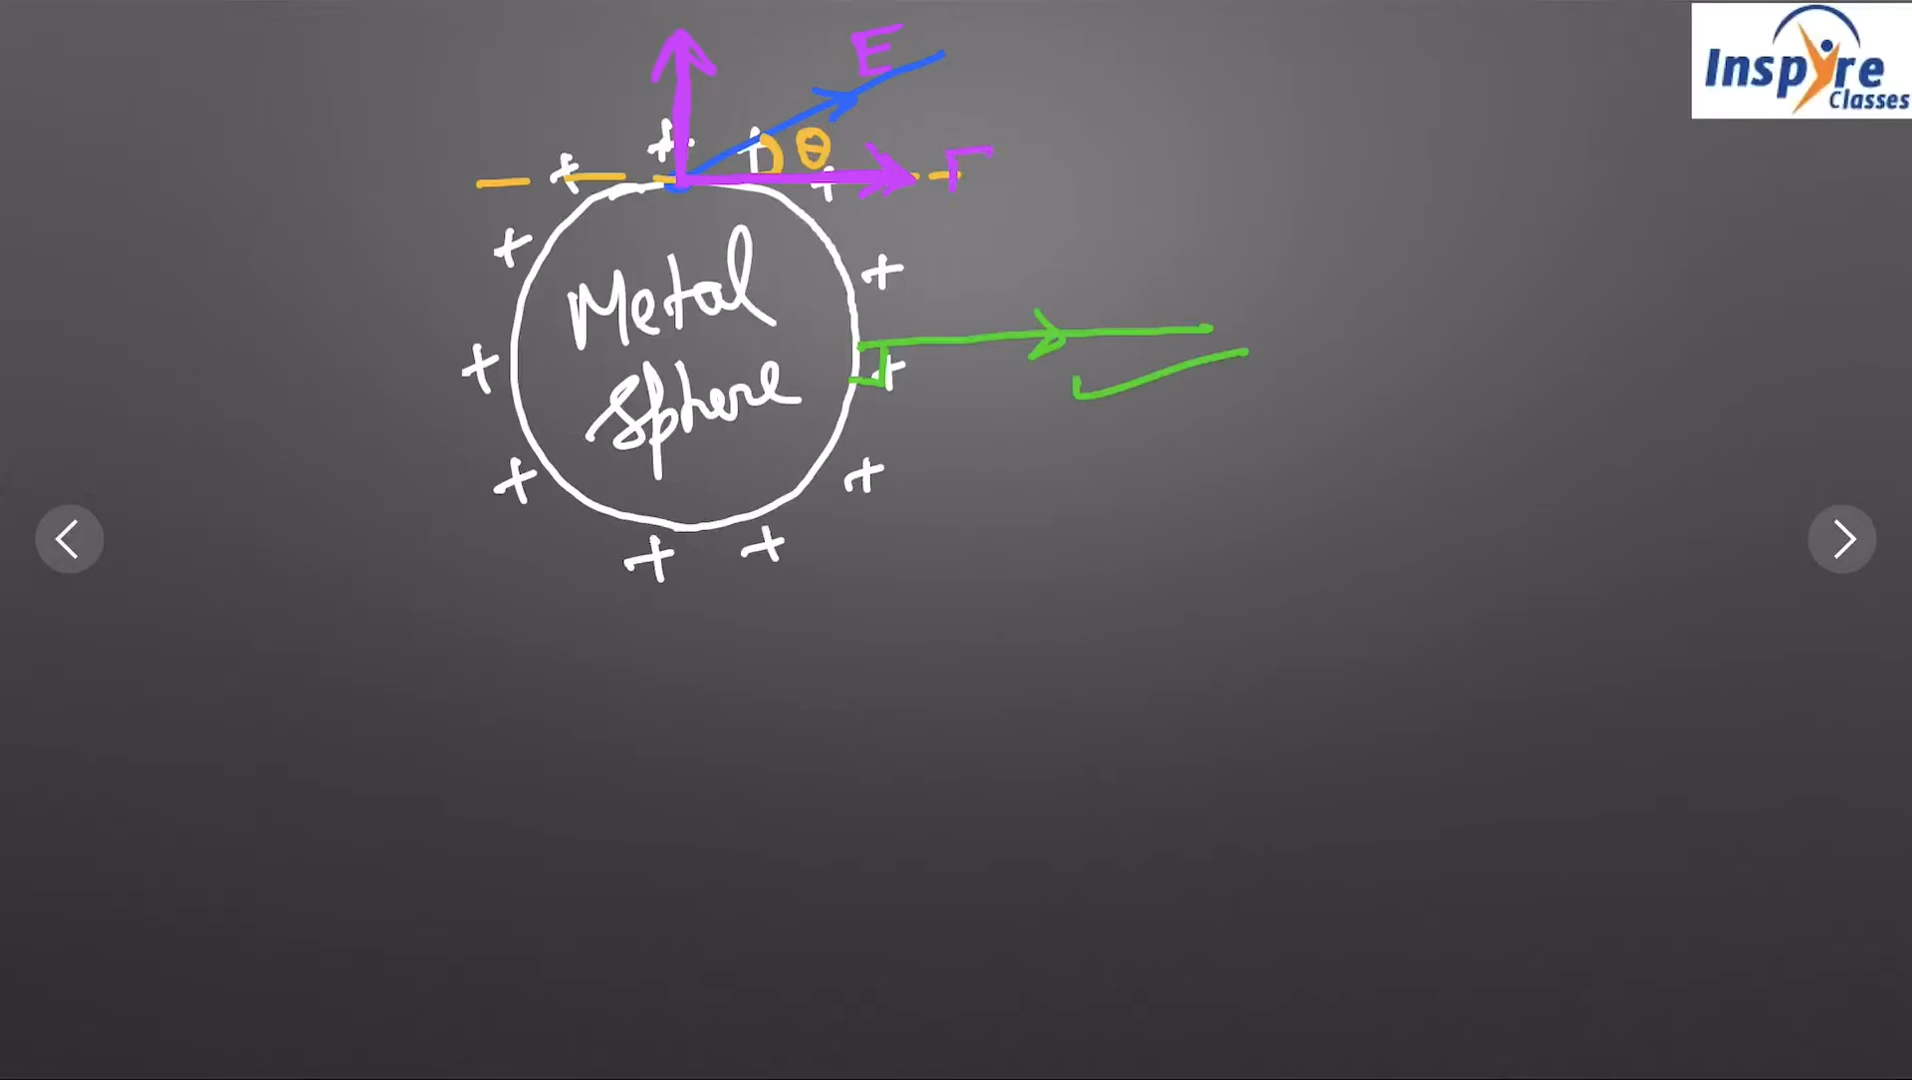 E
θ
Metal
Sphere
Inspyre
Classes